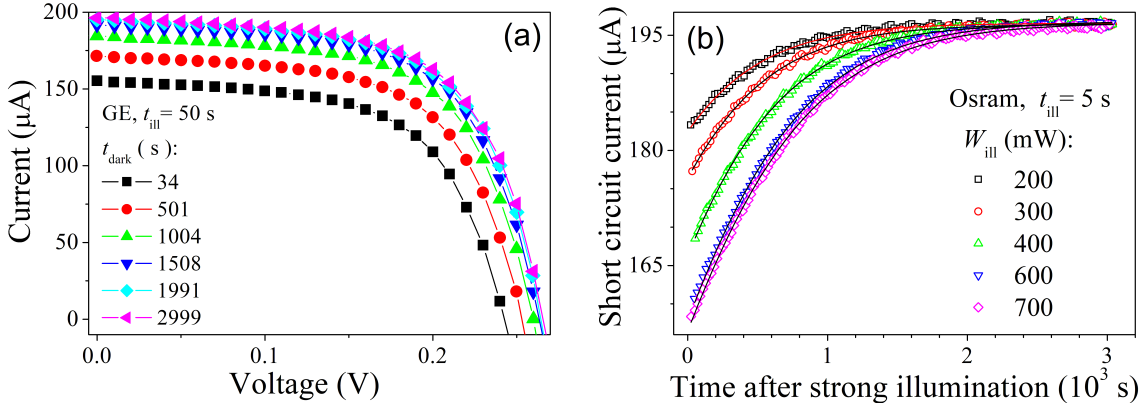 (a)
Current (μA)
200
150
100
50
0
GE, t_ill = 50 s
t_dark ( s ):
34
501
1004
1508
1991
2999
0.0
0.1
0.2
Voltage (V)
(b)
Short circuit current (μA)
195
180
165
Osram, t_ill = 5 s
W_ill (mW):
200
300
400
600
700
0
1
2
3
Time after strong illumination (10³ s)